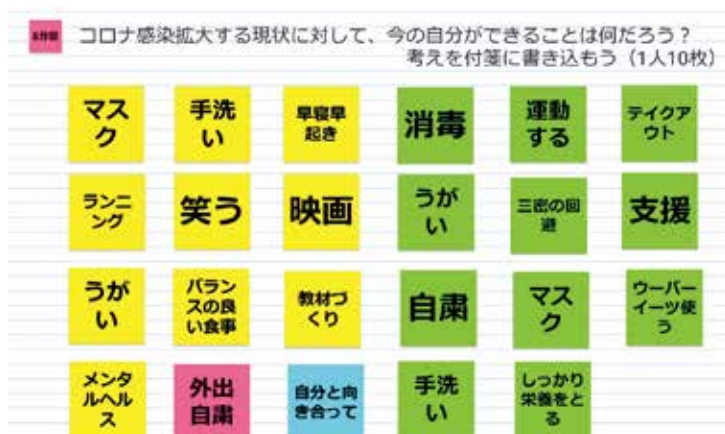 コロナ感染拡大する現状に対して、今の自分ができることは何だろう？
考えを付箋に書き込もう（1人10枚）
マス
ク
手洗
い
早寝早
起き
消毒
運動
する
テイクア
ウト
ランニ
ング
笑う
映画
うが
い
三密の回
避
支援
うが
い
バラン
スの良
い食事
教材づ
くり
自粛
マス
ク
ウーバー
イーツ使
う
メンタ
ルヘル
ス
外出
自粛
自分と向
き合って
手洗
い
しっかり
栄養をと
る